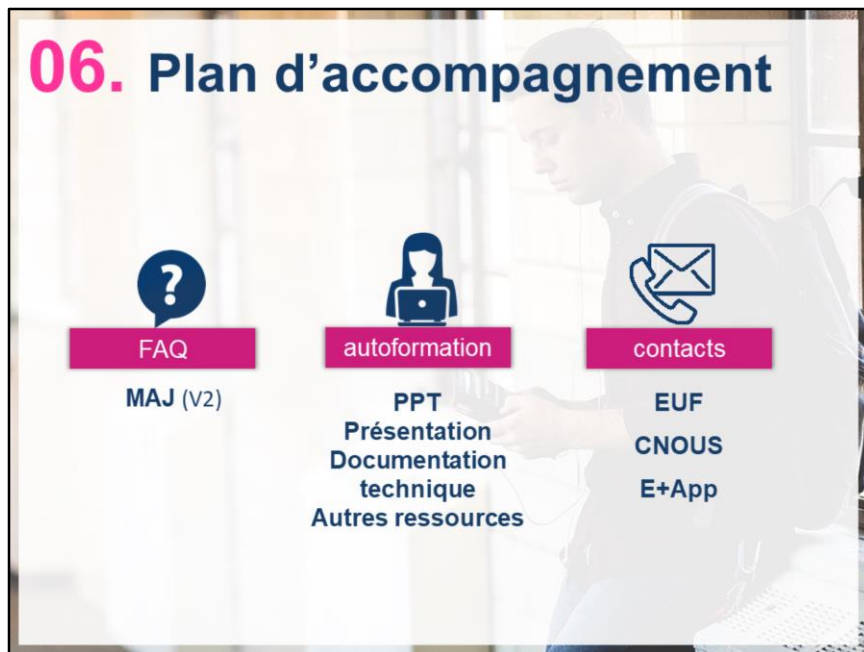 06. Plan d’accompagnement
?
FAQ
MAJ (V2)
autoformation
PPT
Présentation
Documentation
technique
Autres ressources
contacts
EUF
CNOUS
E+App